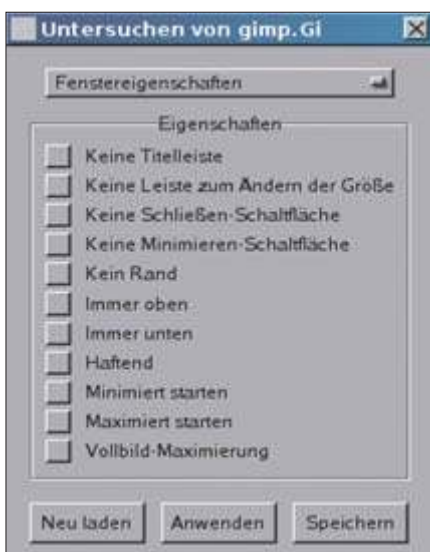 Untersuchen von gimp.Gi
Fenstereigenschaften
Eigenschaften
Keine Titelleiste
Keine Leiste zum Ändern der Größe
Keine Schließen-Schaltfläche
Keine Minimieren-Schaltfläche
Kein Rand
Immer oben
Immer unten
Haftend
Minimiert starten
Maximiert starten
Vollbild-Maximierung
Neu laden Anwenden Speichern